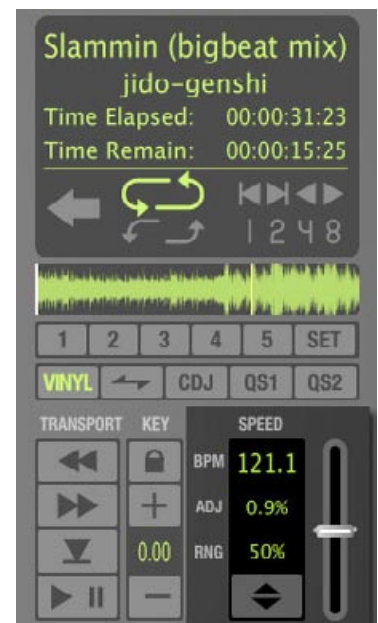 Slammin (bigbeat mix)
jido-genshi
Time Elapsed: 00:00:31:23
Time Remain: 00:00:15:25
1 2 4 8
1 2 3 4 5 SET
VINYL CDJ QS1 QS2
TRANSPORT KEY SPEED
BPM 121.1
ADJ 0.9%
0.00 RNG 50%